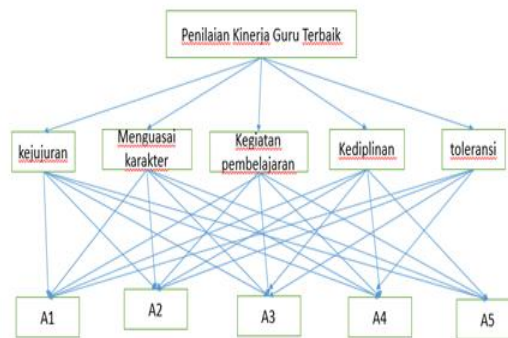 Penilaian Kinerja Guru Terbaik
kejujuran
Menguasai
karakter
Kegiatan
pembelajaran
Kediplinan
toleransi
A1
A2
A3
A4
A5